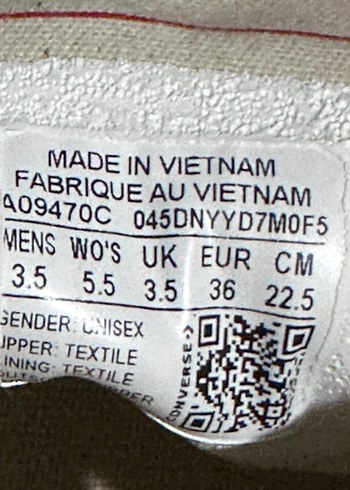 MADE IN VIETNAM
FABRIQUE AU VIETNAM
A09470C 045DNYYD7M0F5
MENS WO'S UK EUR CM
3.5 5.5 3.5 36 22.5
GENDER: UNISEX
UPPER: TEXTILE
LINING: TEXTILE
CONVERSE